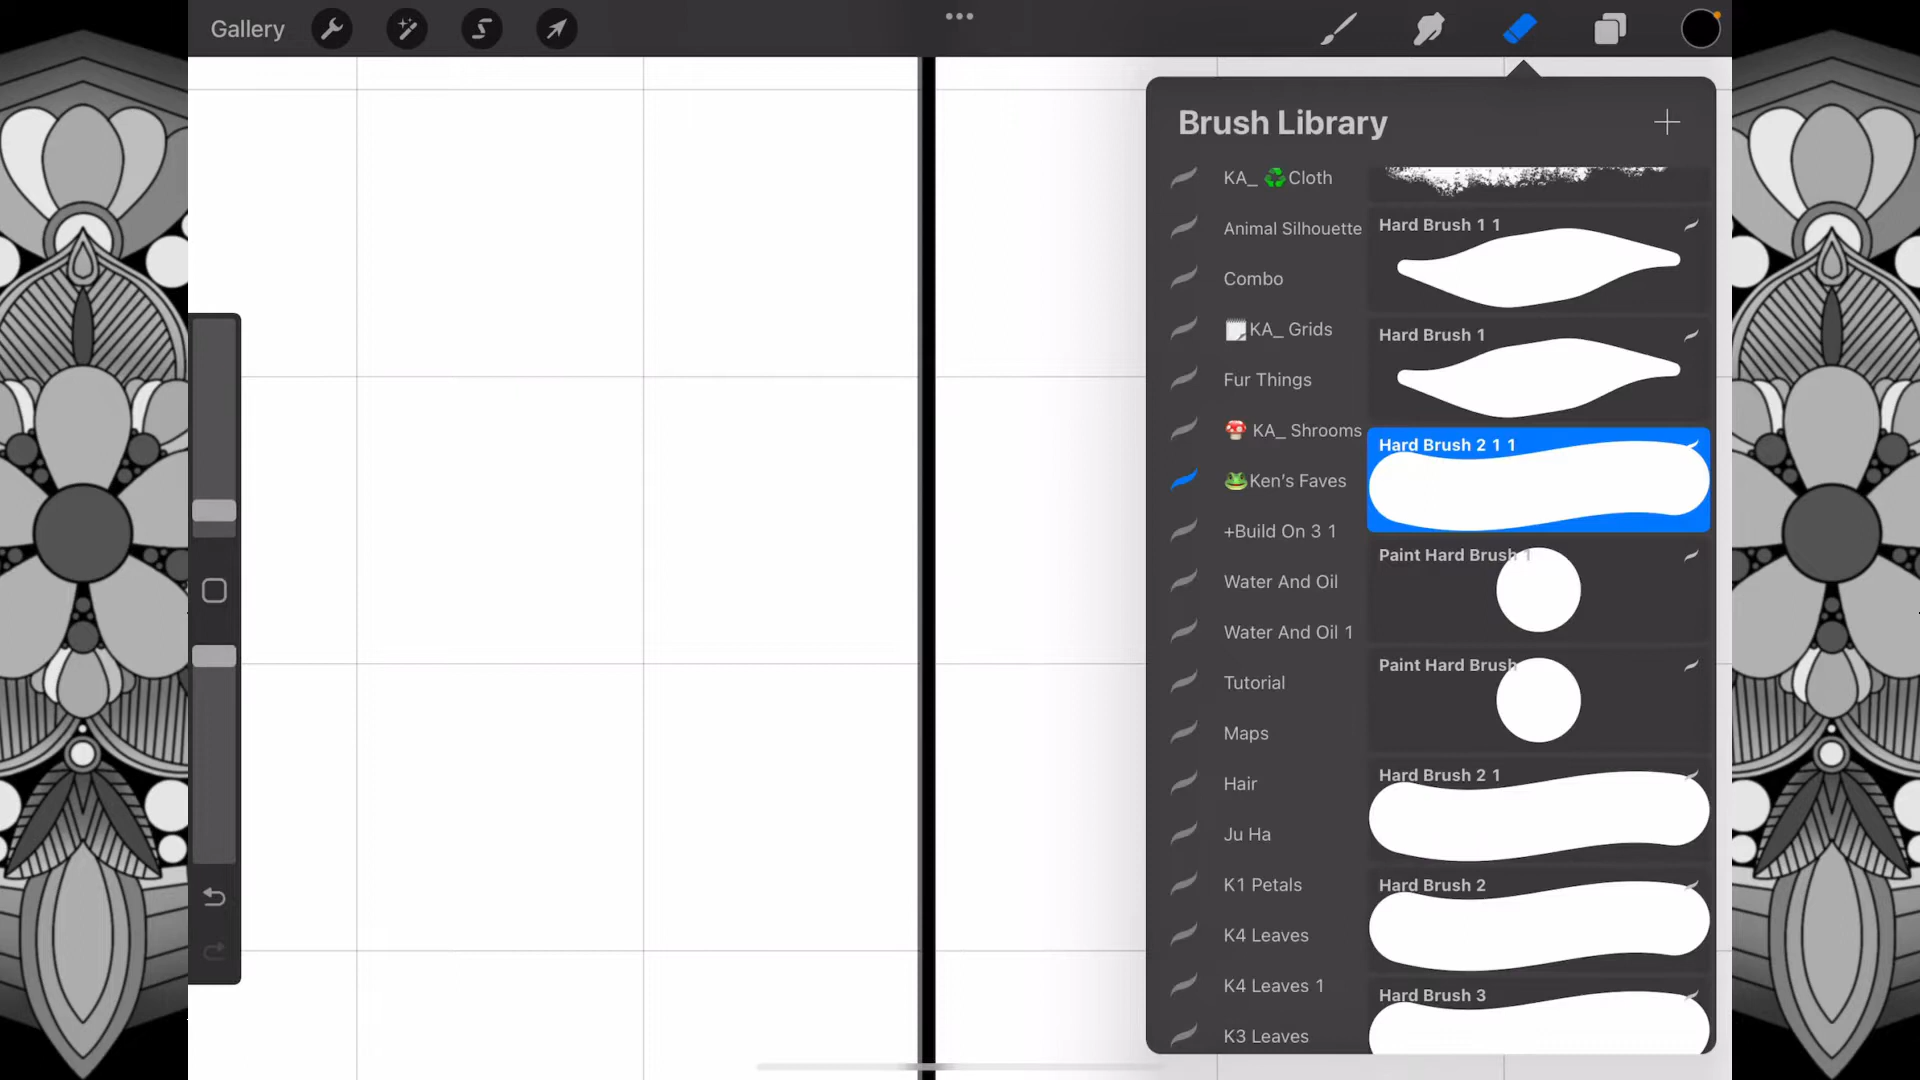 Gallery
Brush Library
KA_ ♻️Cloth
Animal Silhouette
Combo
KA_ Grids
Fur Things
🍄 KA_ Shrooms
🐸Ken's Faves
+Build On 3 1
Water And Oil
Water And Oil 1
Tutorial
Maps
Hair
Ju Ha
K1 Petals
K4 Leaves
K4 Leaves 1
K3 Leaves
Hard Brush 1 1
Hard Brush 1
Hard Brush 2 1 1
Paint Hard Brush 1
Paint Hard Brush
Hard Brush 2 1
Hard Brush 2
Hard Brush 3